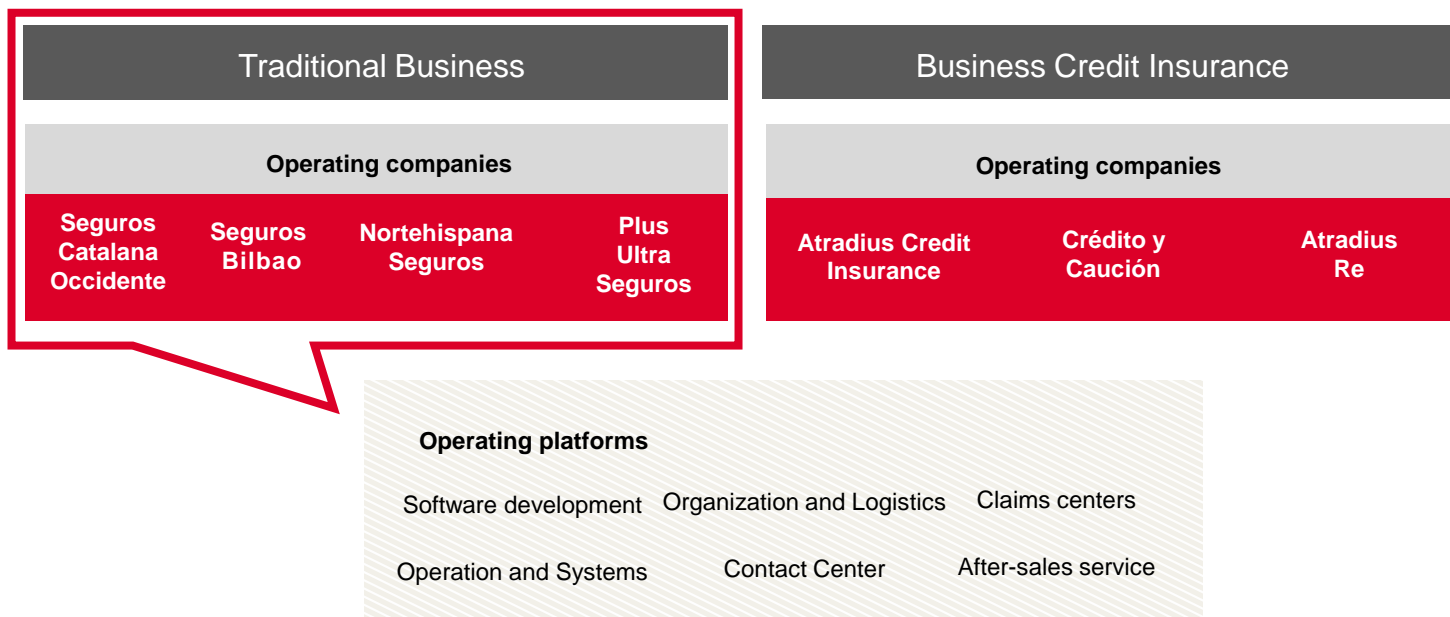 Traditional Business
Operating companies
Seguros
Catalana
Occidente
Seguros
Bilbao
Nortehispana
Seguros
Plus
Ultra
Seguros
Business Credit Insurance
Operating companies
Atradius Credit
Insurance
Crédito y
Caución
Atradius
Re
Operating platforms
Software development
Organization and Logistics
Claims centers
Operation and Systems
Contact Center
After-sales service